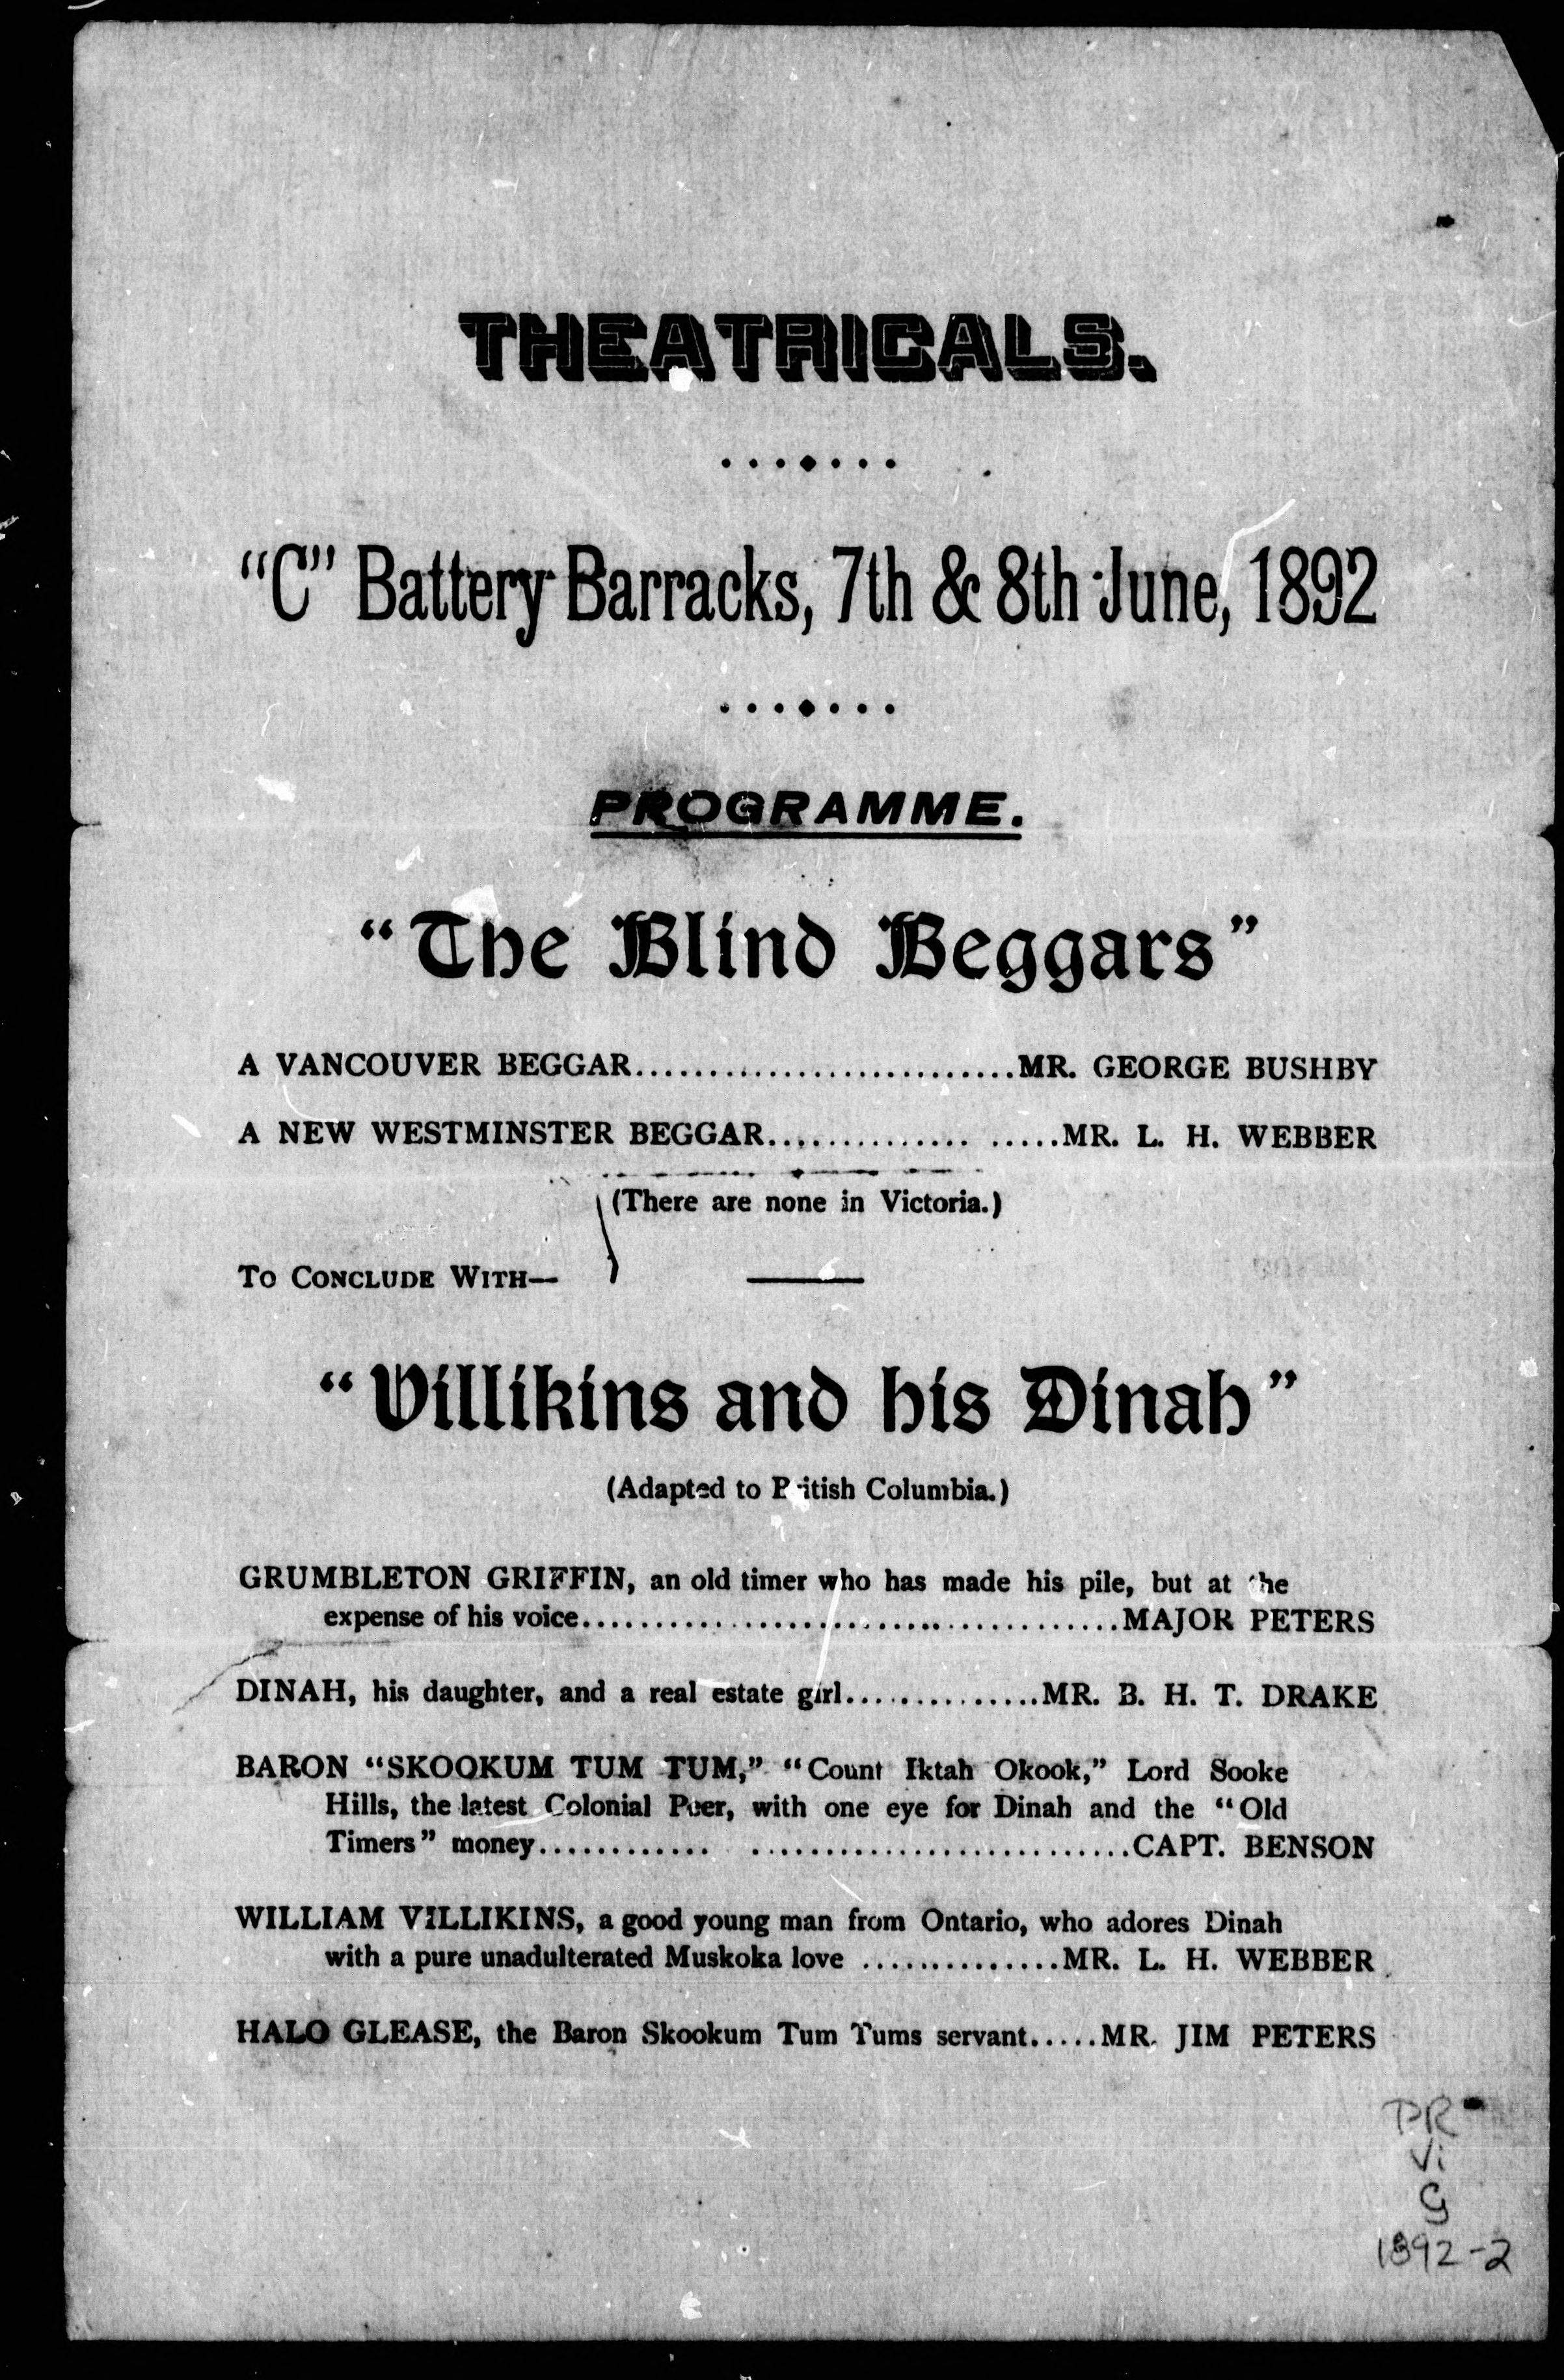 THEATRICALS.
"C" Battery Barracks, 7th & 8th June, 1892
PROGRAMME.
"The Blind Beggars"
A VANCOUVER BEGGAR..........................MR. GEORGE BUSHBY
A NEW WESTMINSTER BEGGAR.............. .....MR. L. H. WEBBER
(There are none in Victoria.)
TO CONCLUDE WITH—
"Villikins and his Dinah"
(Adapted to British Columbia.)
GRUMBLETON GRIFFIN, an old timer who has made his pile, but at the
expense of his voice.....................................MAJOR PETERS
DINAH, his daughter, and a real estate girl..............MR. B. H. T. DRAKE
BARON "SKOOKUM TUM TUM," "Count Iktah Okook," Lord Sooke
Hills, the latest Colonial Peer, with one eye for Dinah and the "Old
Timers" money............ ..........................CAPT. BENSON
WILLIAM VILLIKINS, a good young man from Ontario, who adores Dinah
with a pure unadulterated Muskoka love ..............MR. L. H. WEBBER
HALO GLEASE, the Baron Skookum Tum Tums servant.....MR. JIM PETERS
PR
Vi
G
1892-2